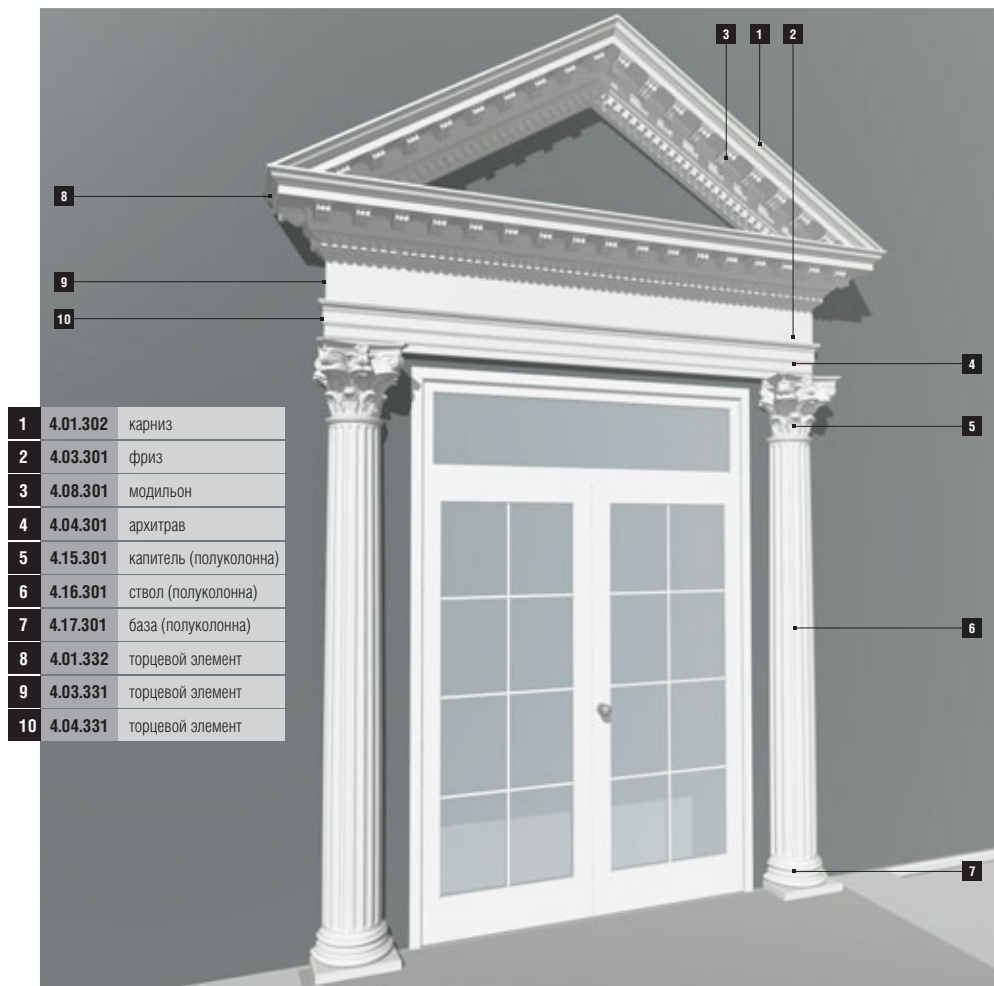 3 1 2
8
9
10
4
5
6
7
1 4.01.302 карниз
2 4.03.301 фриз
3 4.08.301 модильон
4 4.04.301 архитрав
5 4.15.301 капитель (полуколонна)
6 4.16.301 ствол (полуколонна)
7 4.17.301 база (полуколонна)
8 4.01.332 торцевой элемент
9 4.03.331 торцевой элемент
10 4.04.331 торцевой элемент